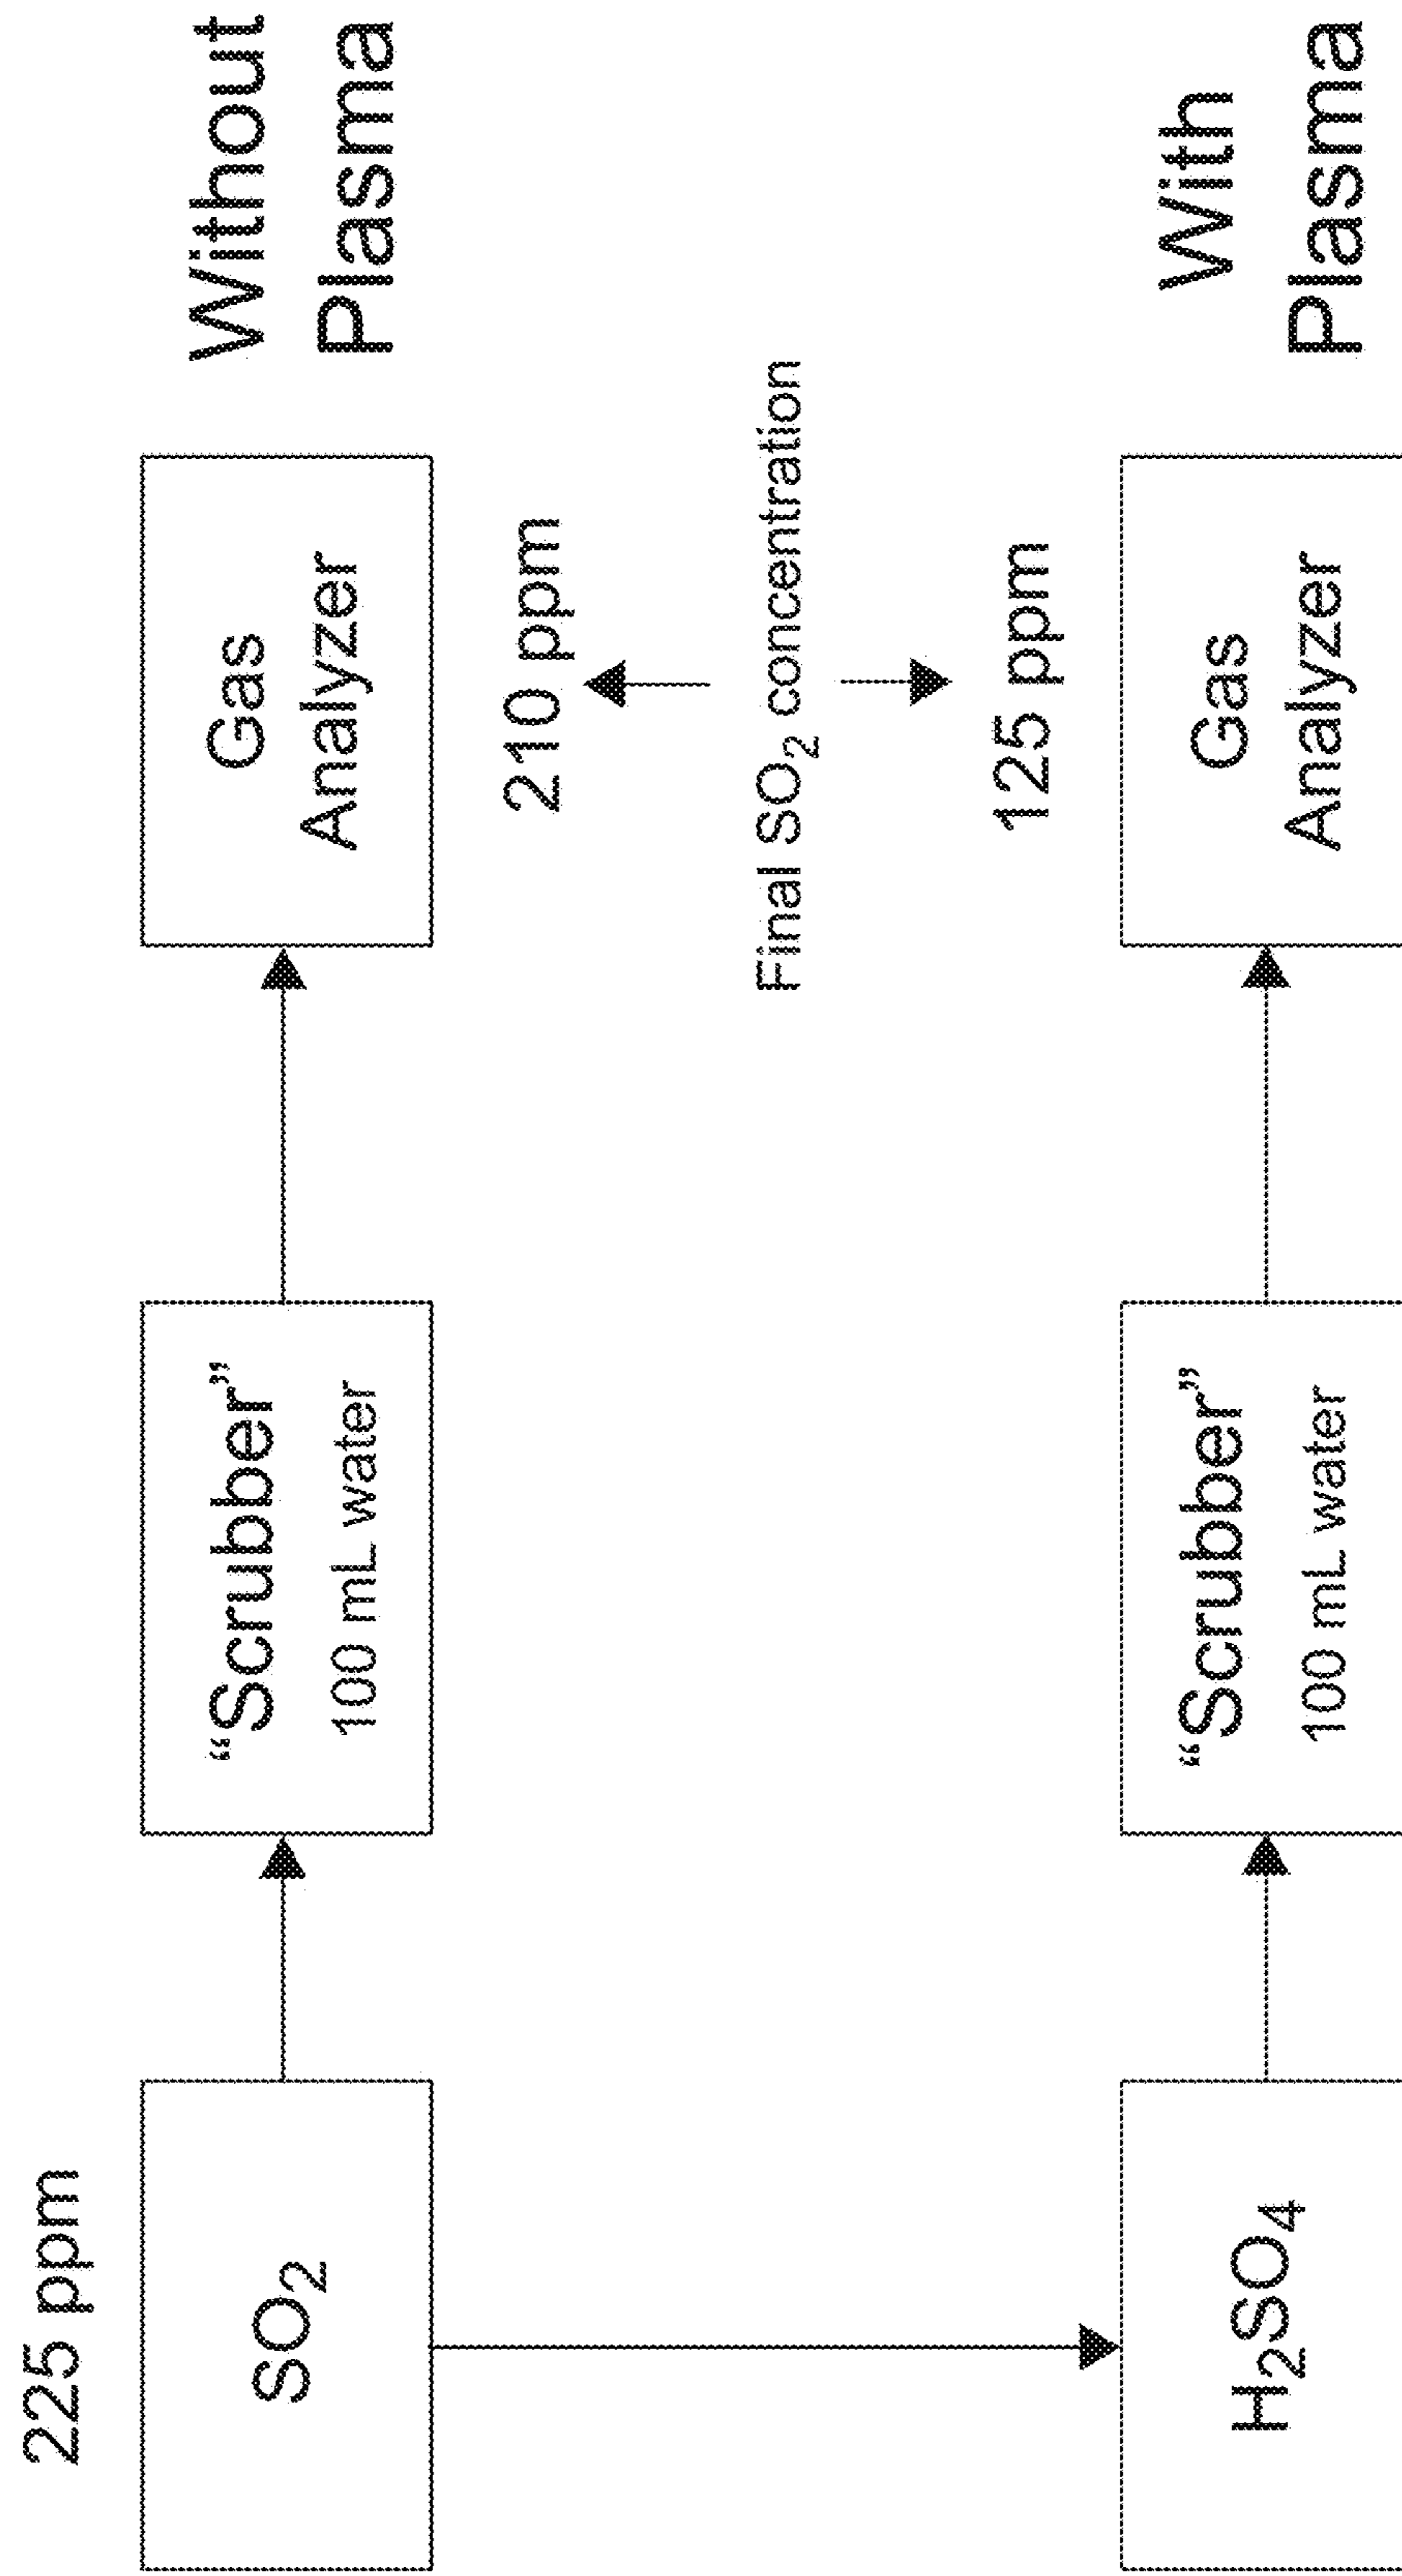 225 ppm
SO₂
“Scrubber”
100 mL water
Gas
Analyzer
Without
Plasma
210 ppm
Final SO₂ concentration
125 ppm
H₂SO₄
“Scrubber”
100 mL water
Gas
Analyzer
With
Plasma